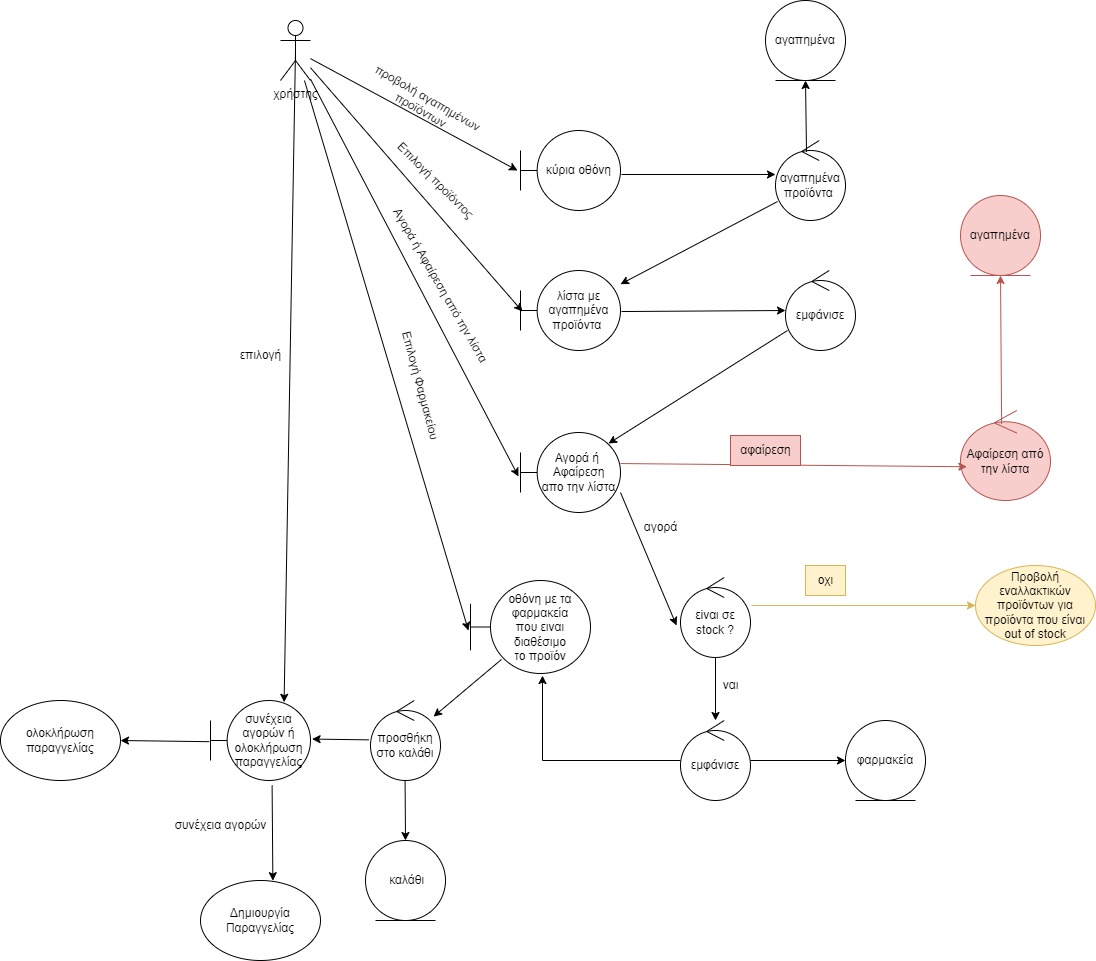 αγαπημένα
χρήστης
προβολή αγαπημένων
προϊόντων
κύρια οθόνη
αγαπημένα
προϊόντα
Επιλογή προϊόντος
αγαπημένα
Αγορά ή Αφαίρεση από την λίστα
λίστα με
αγαπημένα
προϊόντα
εμφάνισε
επιλογή
Επιλογή Φαρμακείου
Αγορά ή
Αφαίρεση
απο την λίστα
αφαίρεση
Αφαίρεση από
την λίστα
αγορά
είναι σε
stock ?
οχι
Προβολή
εναλλακτικών
προϊόντων για
προϊόντα που είναι
out of stock
οθόνη με τα
φαρμακεία
που ειναι
διαθέσιμο
το προϊόν
ναι
ολοκλήρωση
παραγγελίας
συνέχεια
αγορών ή
ολοκλήρωση
παραγγελίας
προσθήκη
στο καλάθι
εμφάνισε
φαρμακεία
συνέχεια αγορών
καλάθι
Δημιουργία
Παραγγελίας